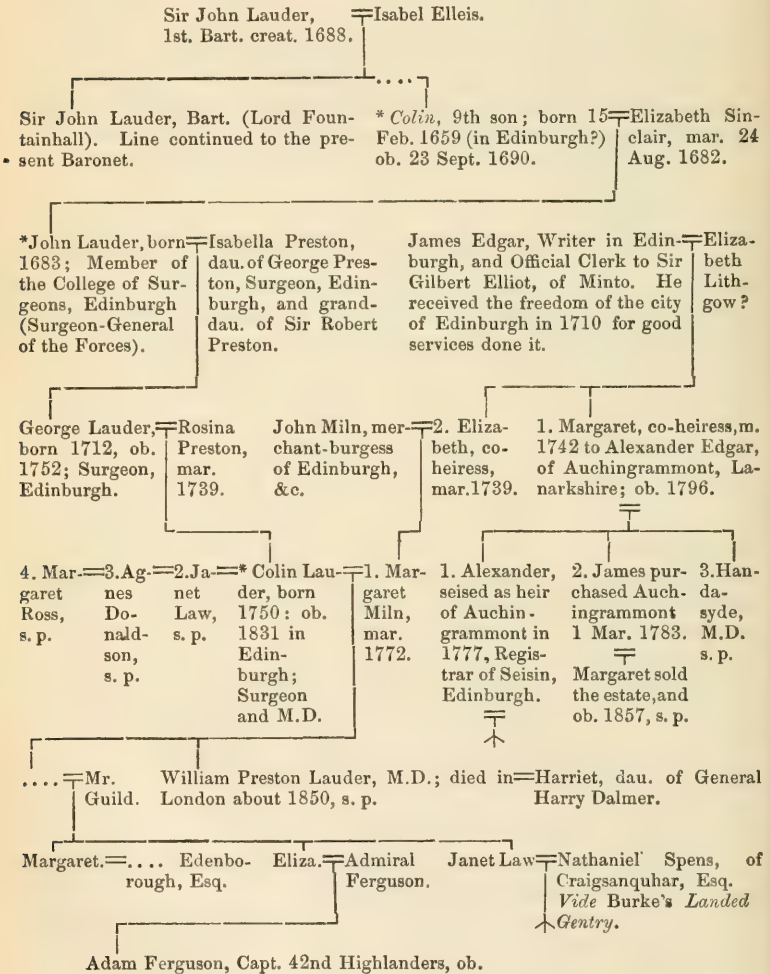 Sir John Lauder, Isabel Elleis.
1st. Bart. creat. 1688.
....
Sir John Lauder, Bart. (Lord Foun-
tainhall). Line continued to the pre-
sent Baronet.
* Colin, 9th son; born 15
Feb. 1659 (in Edinburgh?)
ob. 23 Sept. 1690.
Elizabeth Sin-
clair, mar. 24
Aug. 1682.
*John Lauder, born
1683; Member of
the College of Sur-
geons, Edinburgh
(Surgeon-General
of the Forces).
Isabella Preston,
dau. of George Pres-
ton, Surgeon, Edin-
burgh, and grand-
dau. of Sir Robert
Preston.
James Edgar, Writer in Edin-
burgh, and Official Clerk to Sir
Gilbert Elliot, of Minto. He
received the freedom of the city
of Edinburgh in 1710 for good
services done it.
Eliza-
beth
Lith-
gow?
George Lauder,
born 1712, ob.
1752; Surgeon,
Edinburgh.
Rosina
Preston,
mar.
1739.
John Miln, mer-
chant-burgess
of Edinburgh,
&c.
2. Eliza-
beth, co-
heiress,
mar.1739.
1. Margaret, co-heiress, m.
1742 to Alexander Edgar,
of Auchingrammont, La-
narkshire; ob. 1796.
4. Mar-
garet
Ross,
s. p.
3.Ag-
nes
Do-
nald-
son,
s. p.
2.Ja-
net
Law,
s. p.
* Colin Lau-
der, born
1750: ob.
1831 in
Edin-
burgh;
Surgeon
and M.D.
1. Mar-
garet
Miln,
mar.
1772.
1. Alexander,
seised as heir
of Auchin-
grammont in
1777, Regis-
trar of Seisin,
Edinburgh.
2. James pur-
chased Auch-
ingrammont
1 Mar. 1783.
Margaret sold
the estate, and
ob. 1857, s. p.
3.Han-
da-
syde,
M.D.
s. p.
....
Mr.
Guild.
William Preston Lauder, M.D.; died in
London about 1850, s. p.
Harriet, dau. of General
Harry Dalmer.
Margaret.
.... Edenbo-
rough, Esq.
Eliza.
Admiral
Ferguson.
Janet Law
Nathaniel Spens, of
Craigsanquhar, Esq.
Vide Burke's Landed
Gentry.
Adam Ferguson, Capt. 42nd Highlanders, ob.